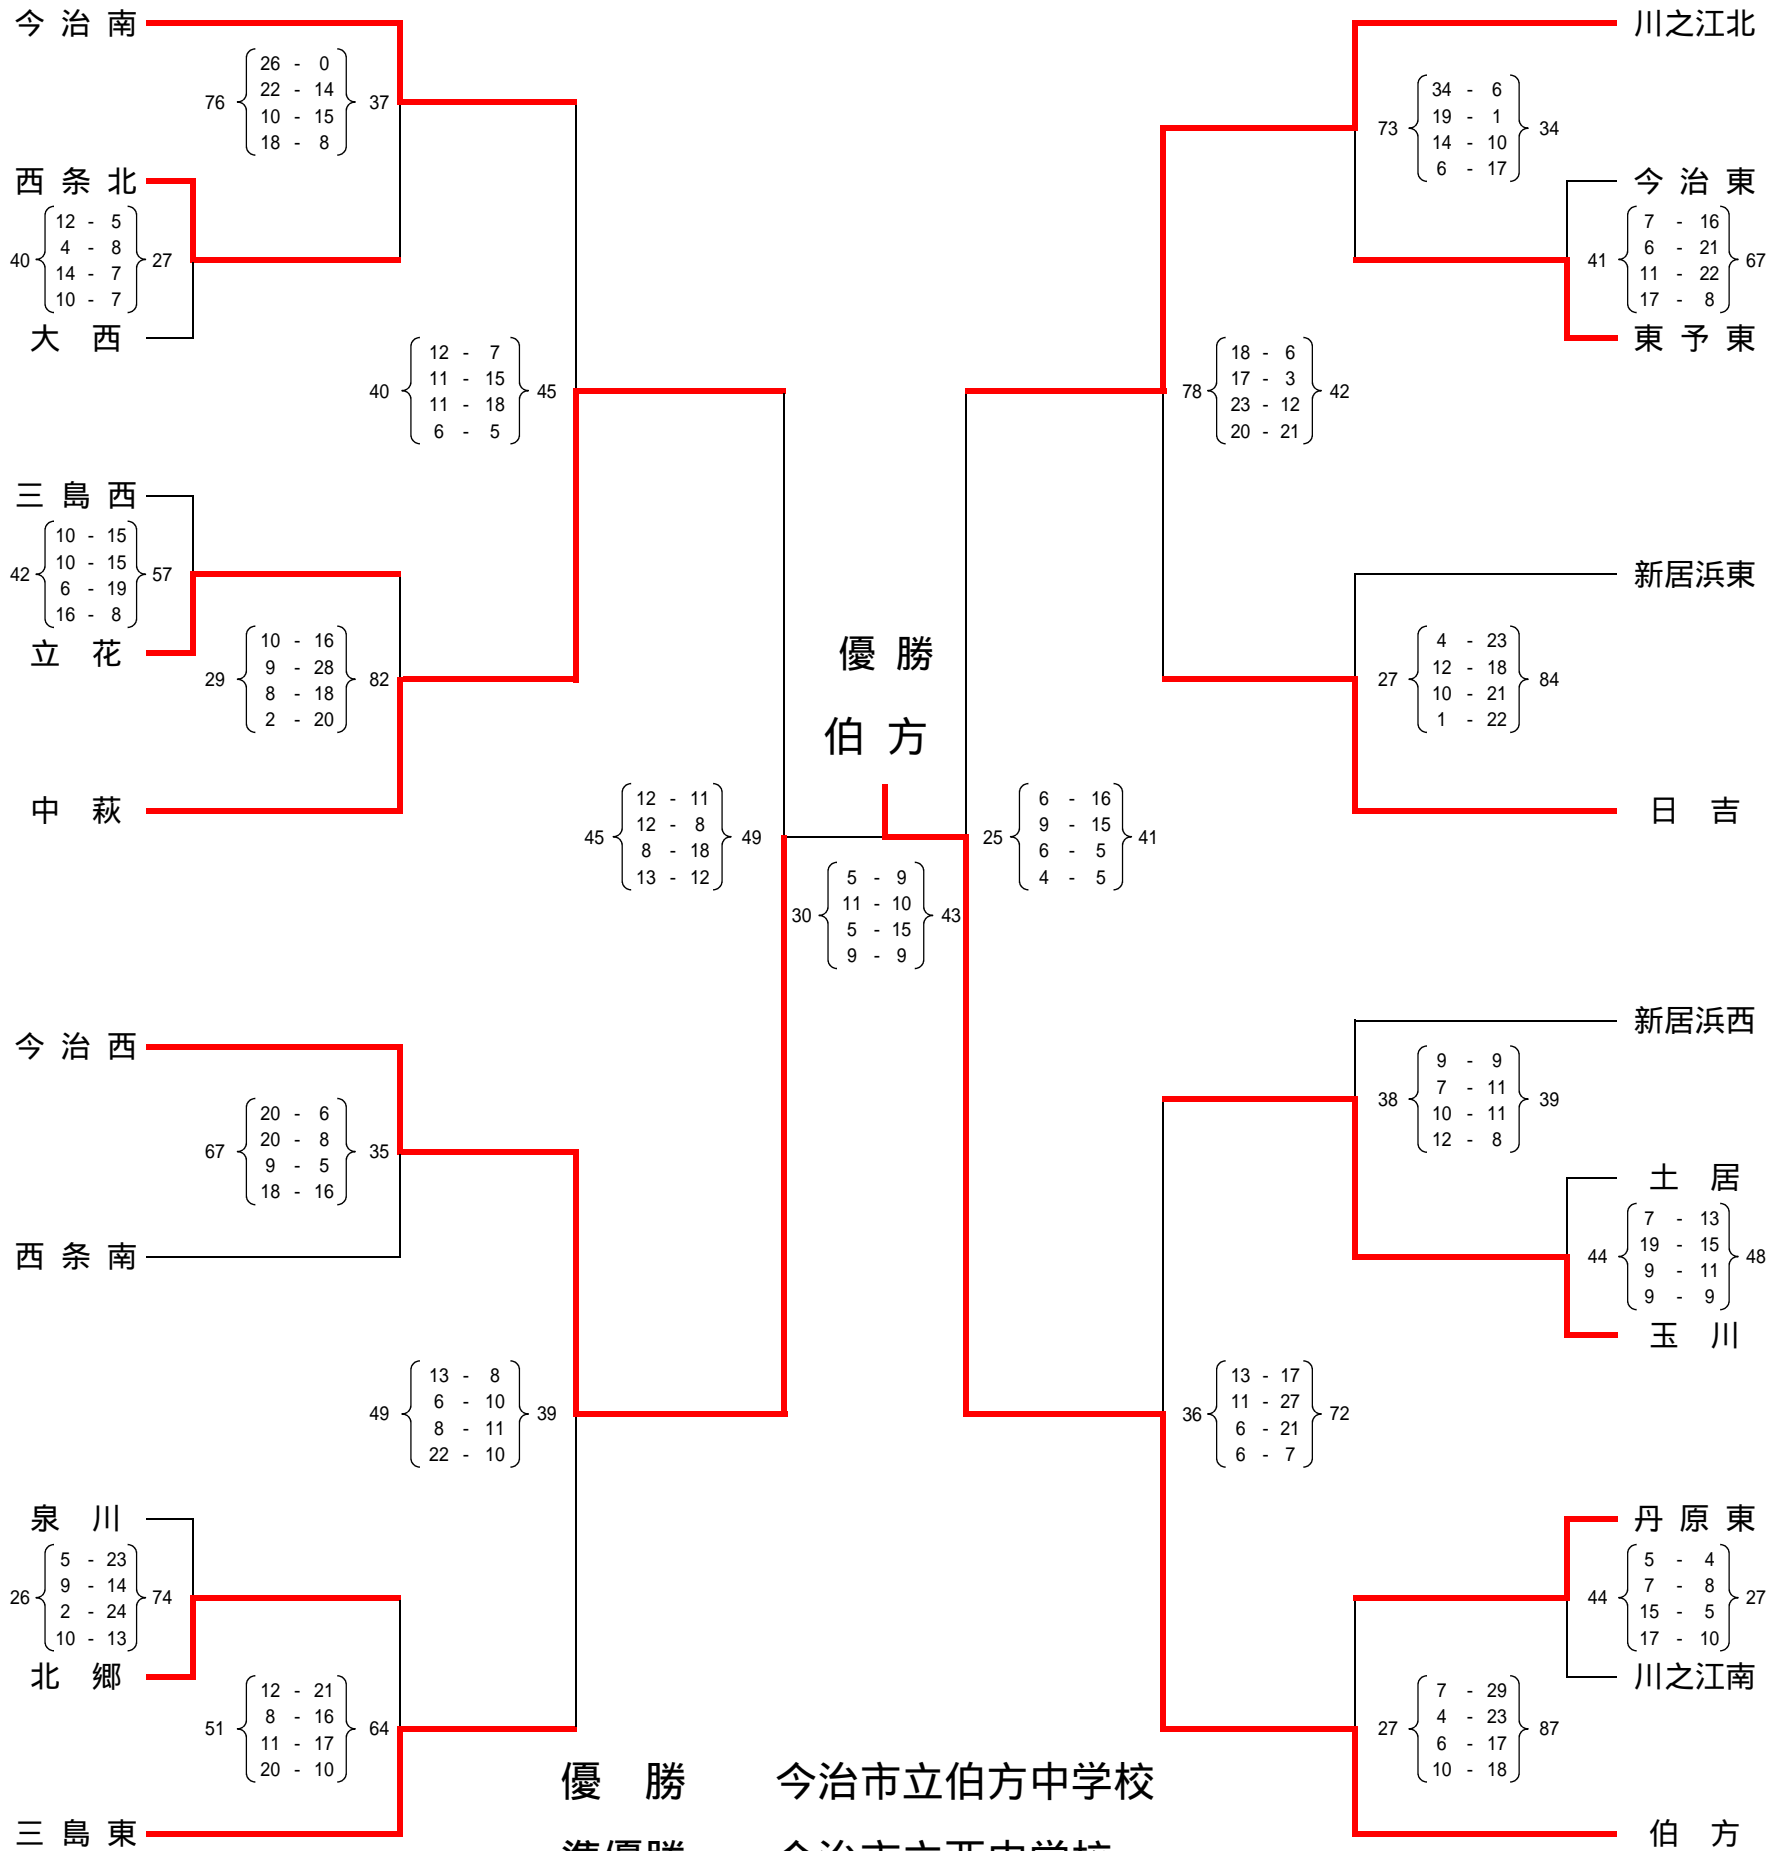 今 治 南
76 26 - 0 37
22 - 14
10 - 15
18 - 8
西 条 北
40 12 - 5 27
4 - 8
14 - 7
10 - 7
大 西
40 12 - 7 45
11 - 15
11 - 18
6 - 5
三 島 西
42 10 - 15 57
10 - 15
6 - 19
16 - 8
立 花
29 10 - 16 82
9 - 28
8 - 18
2 - 20
中 萩
45 12 - 11 49
12 - 8
8 - 18
13 - 12
今 治 西
67 20 - 6 35
20 - 8
9 - 5
18 - 16
西 条 南
49 13 - 8 39
6 - 10
8 - 11
22 - 10
泉 川
26 5 - 23 74
9 - 14
2 - 24
10 - 13
北 郷
51 12 - 21 64
8 - 16
11 - 17
20 - 10
三 島 東
優 勝
伯 方
30 5 - 9 43
11 - 10
5 - 15
9 - 9
川之江北
73 34 - 6 34
19 - 1
14 - 10
6 - 17
今 治 東
41 7 - 16 67
6 - 21
11 - 22
17 - 8
東 予 東
78 18 - 6 42
17 - 3
23 - 12
20 - 21
新居浜東
27 4 - 23 84
12 - 18
10 - 21
1 - 22
日 吉
25 6 - 16 41
9 - 15
6 - 5
4 - 5
新居浜西
38 9 - 9 39
7 - 11
10 - 11
12 - 8
土 居
44 7 - 13 48
19 - 15
9 - 11
9 - 9
玉 川
36 13 - 17 72
11 - 27
6 - 21
6 - 7
丹 原 東
44 5 - 4 27
7 - 8
15 - 5
17 - 10
川之江南
27 7 - 29 87
4 - 23
6 - 17
10 - 18
伯 方
優 勝 今治市立伯方中学校
準優勝 今治市立西中学校